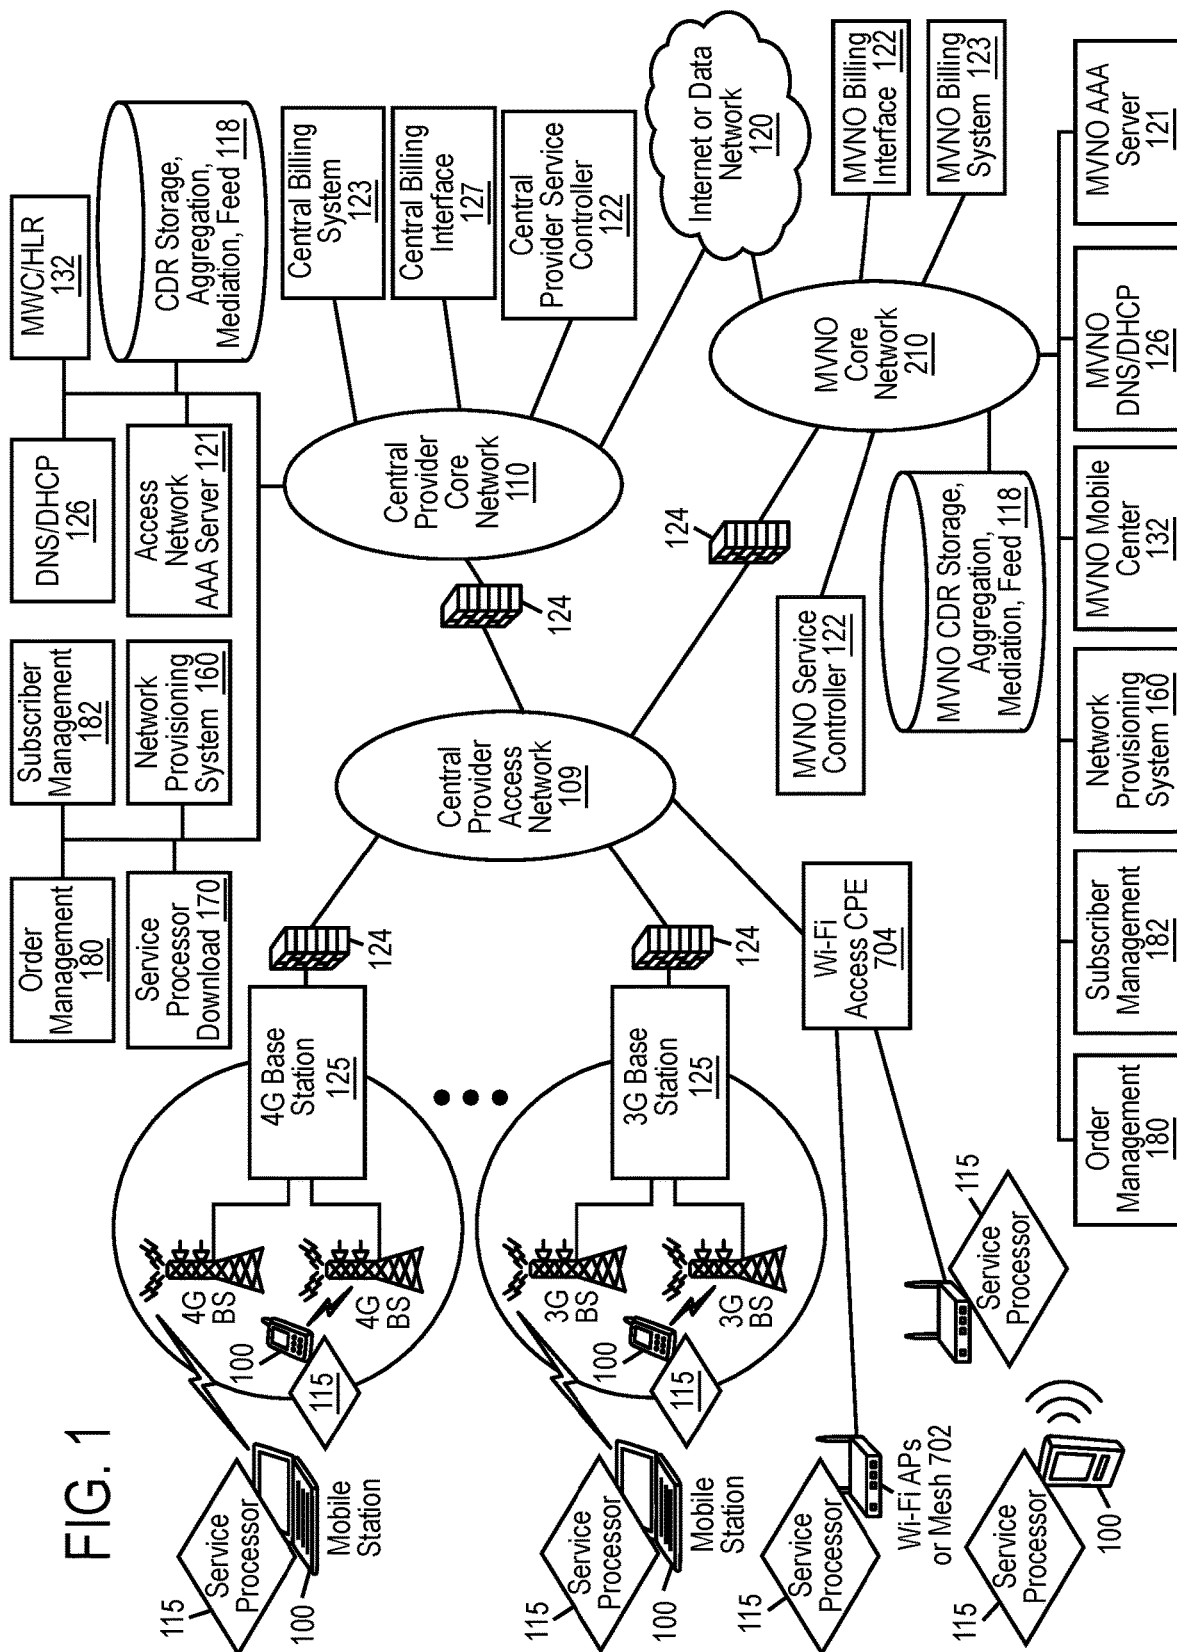 FIG. 1
Order
Management
180
Subscriber
Management
182
DNS/DHCP
126
MWC/HLR
132
Service
Processor
Download 170
Network
Provisioning
System 160
Access
Network
AAA Server 121
CDR Storage,
Aggregation,
Mediation, Feed 118
Central Billing
System
123
Central Billing
Interface
127
Central
Provider Service
Controller
122
115
Service
Processor
100
Mobile
Station
4G
BS
4G
BS
100
115
4G Base
Station
125
124
Central
Provider
Access
Network
109
124
Central
Provider
Core
Network
110
Internet or Data
Network
120
115
Service
Processor
100
Mobile
Station
3G
BS
3G
BS
100
115
3G Base
Station
125
124
124
MVNO
Core
Network
210
MVNO Billing
Interface 122
MVNO Billing
System 123
MVNO Service
Controller 122
MVNO CDR Storage,
Aggregation,
Mediation, Feed 118
Wi-Fi
Access CPE
704
115
Service
Processor
Wi-Fi APs
or Mesh 702
115
Service
Processor
115
Service
Processor
100
Order
Management
180
Subscriber
Management
182
Network
Provisioning
System 160
MVNO Mobile
Center
132
MVNO
DNS/DHCP
126
MVNO AAA
Server
121